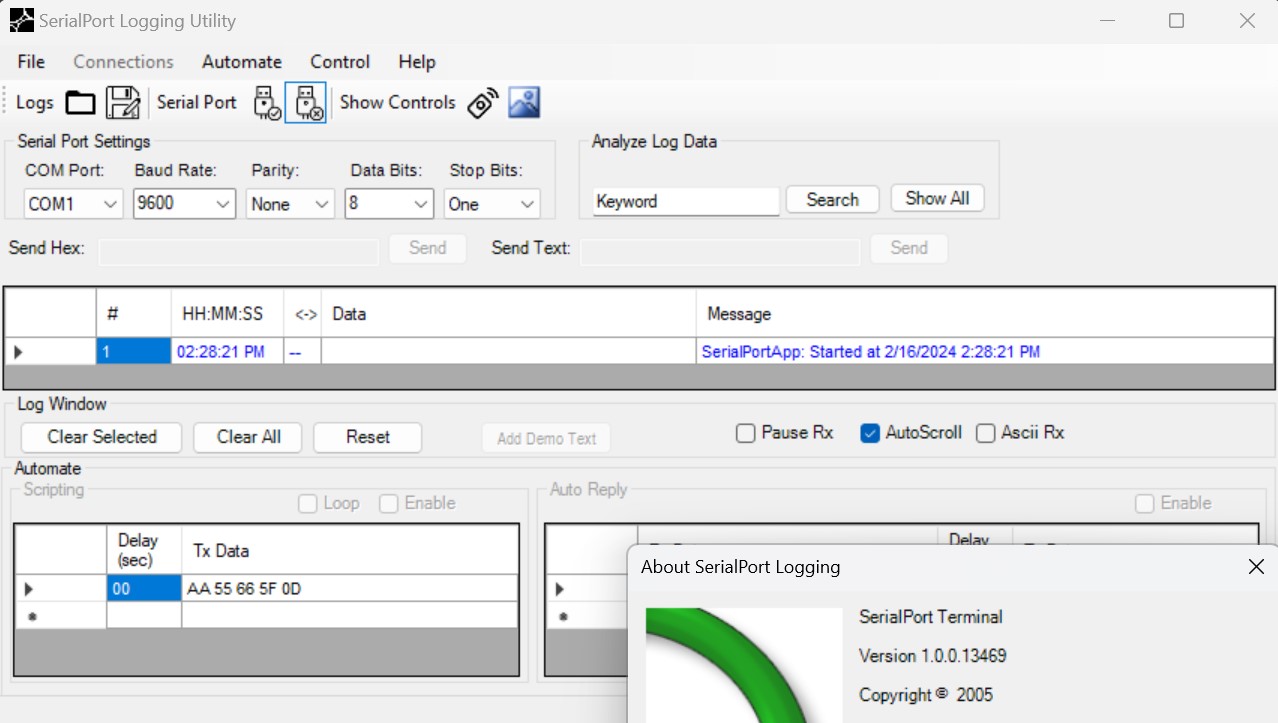 SerialPort Logging Utility
File Connections Automate Control Help
Logs Serial Port Show Controls
Serial Port Settings Analyze Log Data
COM Port: Baud Rate: Parity: Data Bits: Stop Bits:
COM1 9600 None 8 One Keyword Search Show All
Send Hex: Send Send Text: Send
# HH:MM:SS <-> Data Message
1 02:28:21 PM -- SerialPortApp: Started at 2/16/2024 2:28:21 PM
Log Window
Clear Selected Clear All Reset Add Demo Text Pause Rx AutoScroll Ascii Rx
Automate
Scripting Auto Reply
Loop Enable Enable
Delay
(sec) Tx Data Delay
00 AA 55 66 5F 0D
About SerialPort Logging
SerialPort Terminal
Version 1.0.0.13469
Copyright © 2005